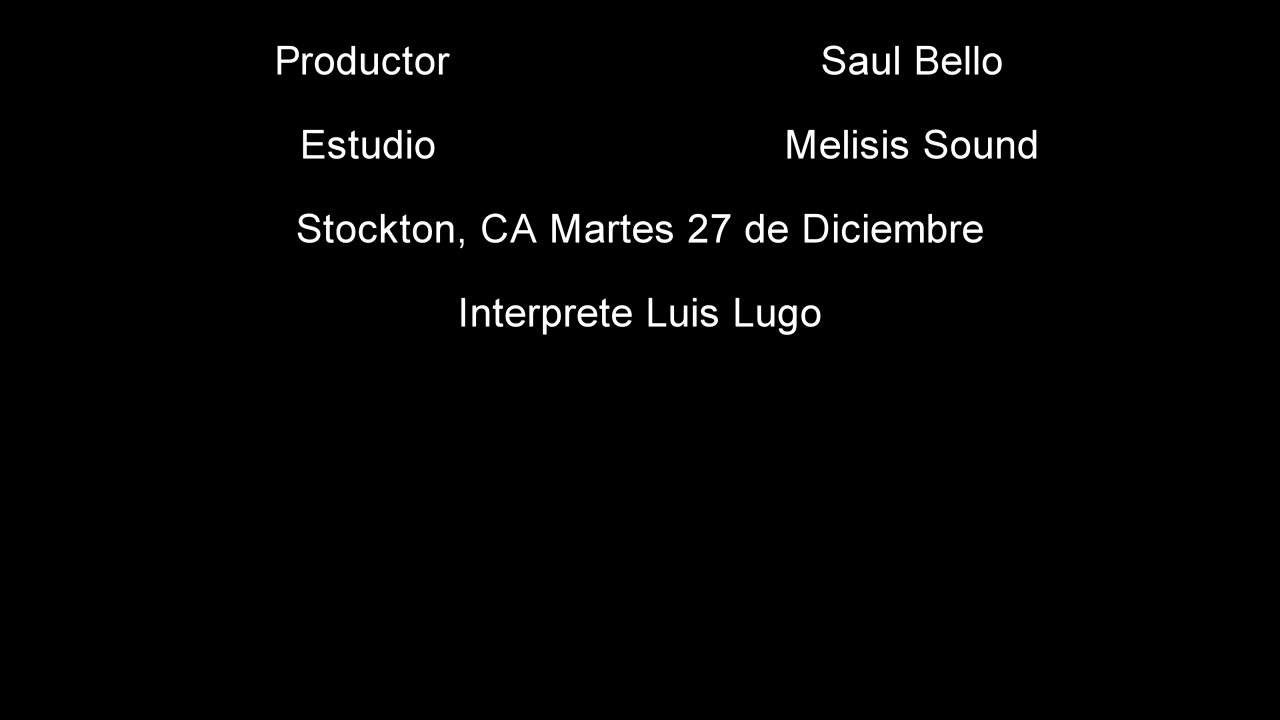 Productor Saul Bello
Estudio Melisis Sound
Stockton, CA Martes 27 de Diciembre
Interprete Luis Lugo